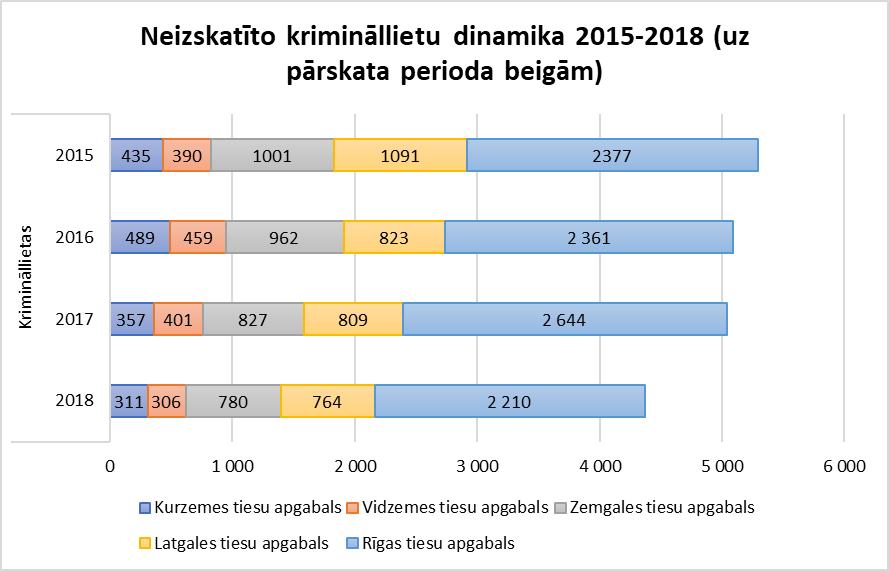 Neizskatīto krimināllietu dinamika 2015-2018 (uz
pārskata perioda beigām)
Krimināllietas
2015 435 390 1001 1091 2377
2016 489 459 962 823 2 361
2017 357 401 827 809 2 644
2018 311 306 780 764 2 210
0 1 000 2 000 3 000 4 000 5 000 6 000
Kurzemes tiesu apgabals Vidzemes tiesu apgabals Zemgales tiesu apgabals
Latgales tiesu apgabals Rīgas tiesu apgabals